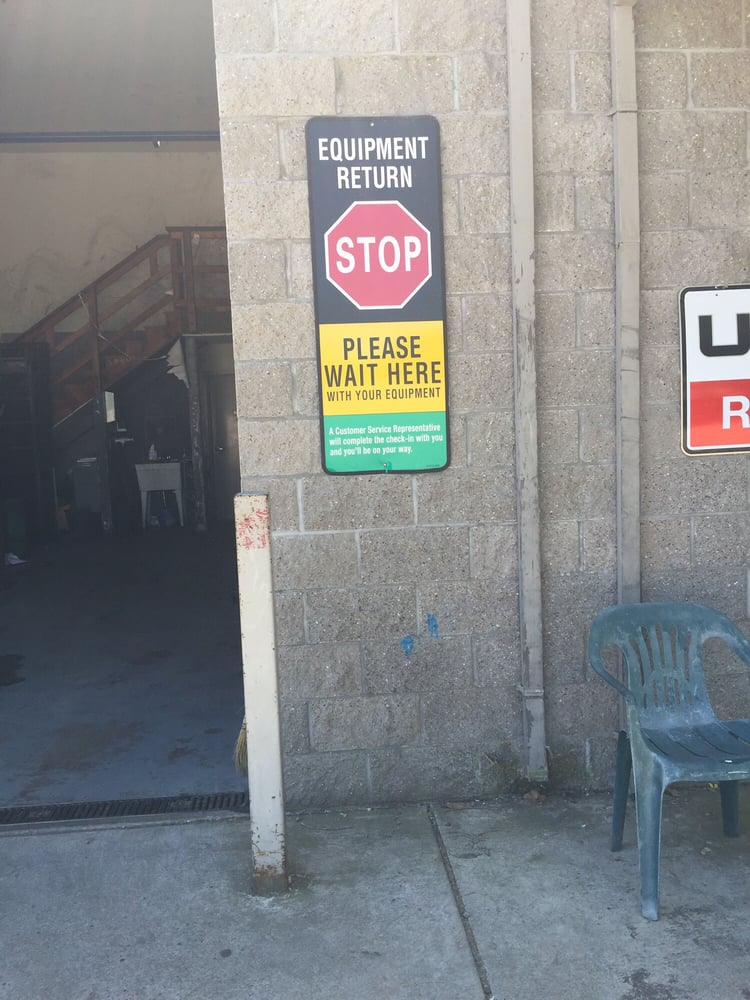 EQUIPMENT
RETURN
STOP
PLEASE
WAIT HERE
WITH YOUR EQUIPMENT
A Customer Service Representative
will complete the check-in with you
and you'll be on your way.
U
R